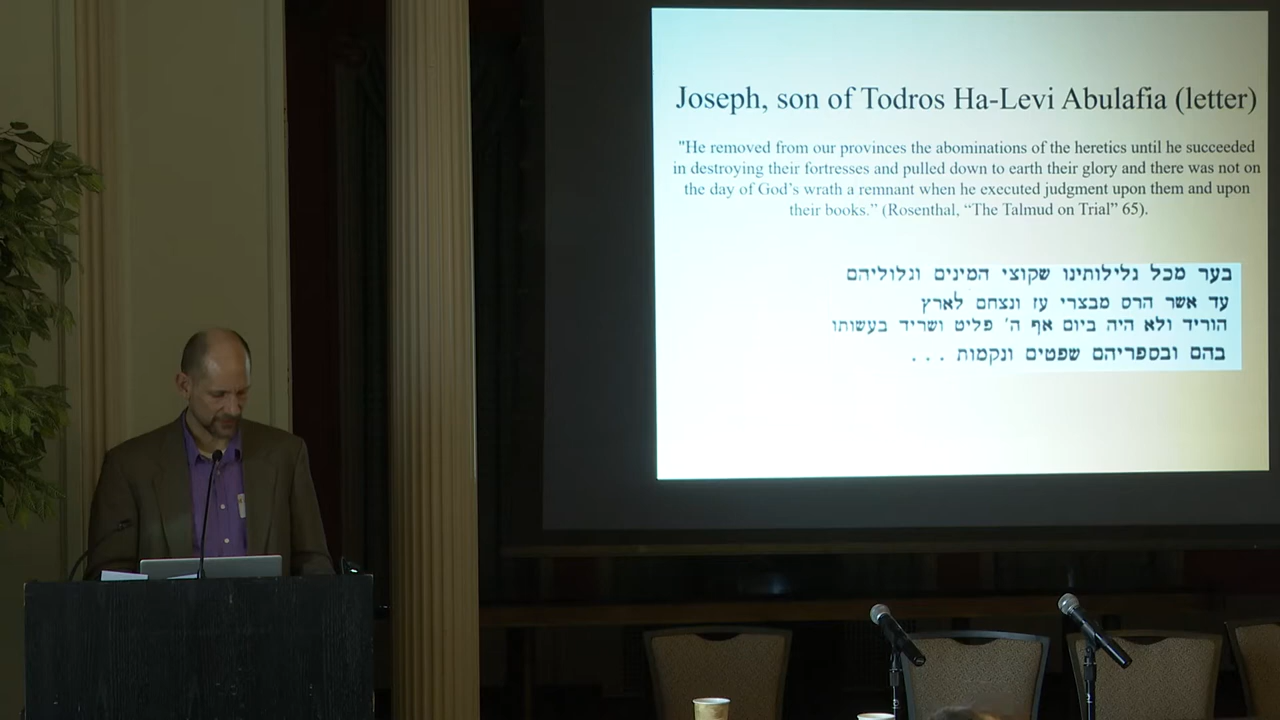 Joseph, son of Todros Ha-Levi Abulafia (letter)
"He removed from our provinces the abominations of the heretics until he succeeded
in destroying their fortresses and pulled down to earth their glory and there was not on
the day of God’s wrath a remnant when he executed judgment upon them and upon
their books.” (Rosenthal, “The Talmud on Trial” 65).
בער מכל גלילותינו שקוצי המינים וגלוליהם
עד אשר הרס מבצרי עז ונצחם לארץ
הוריד ולא היה ביום אף ה׳ פליט ושריד בעשותו
בהם ובספריהם שפטים ונקמות . . .